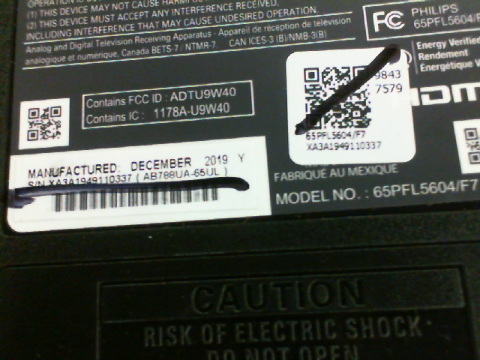 (1) THIS DEVICE MAY NOT CAUSE HARMFUL
(2) THIS DEVICE MUST ACCEPT ANY INTERFERENCE RECEIVED,
INCLUDING INTERFERENCE THAT MAY CAUSE UNDESIRED OPERATION.
Analog and Digital Television Receiving Apparatus - Appareil de réception de télévision
analogique et numérique, Canada BETS-7 / NTMR-7. CAN ICES-3 (B)/NMB-3(B)
FC
PHILIPS
65PFL5604/F7
Energy Verified
Rendement
Énergétique
HDMI
Contains FCC ID : ADTU9W40
Contains IC : 1178A-U9W40
9843
7579
65PFL5604/F7
XA3A1949110337
MANUFACTURED: DECEMBER 2019 Y
S/N XA3A1949110337 ( AB788UA-65UL )
FABRIQUÉ AU MEXIQUE
MODEL NO. : 65PFL5604/F7
CAUTION
RISK OF ELECTRIC SHOCK
DO NOT OPEN